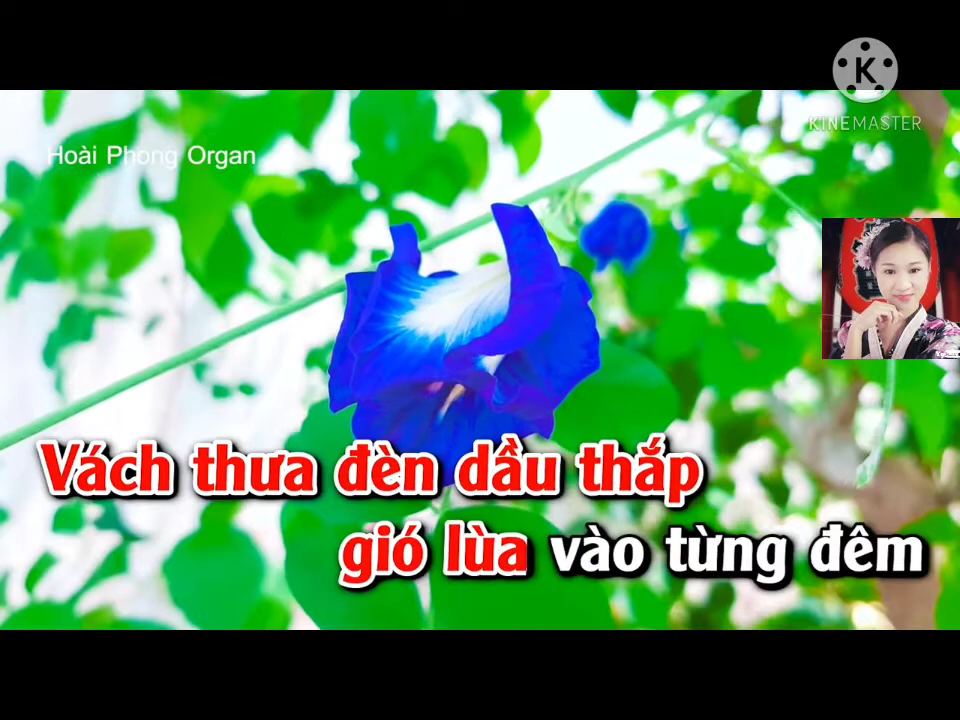 KINEMASTER
Hoài Phong Organ
Vách thưa đèn dầu thắp
gió lùa vào từng đêm